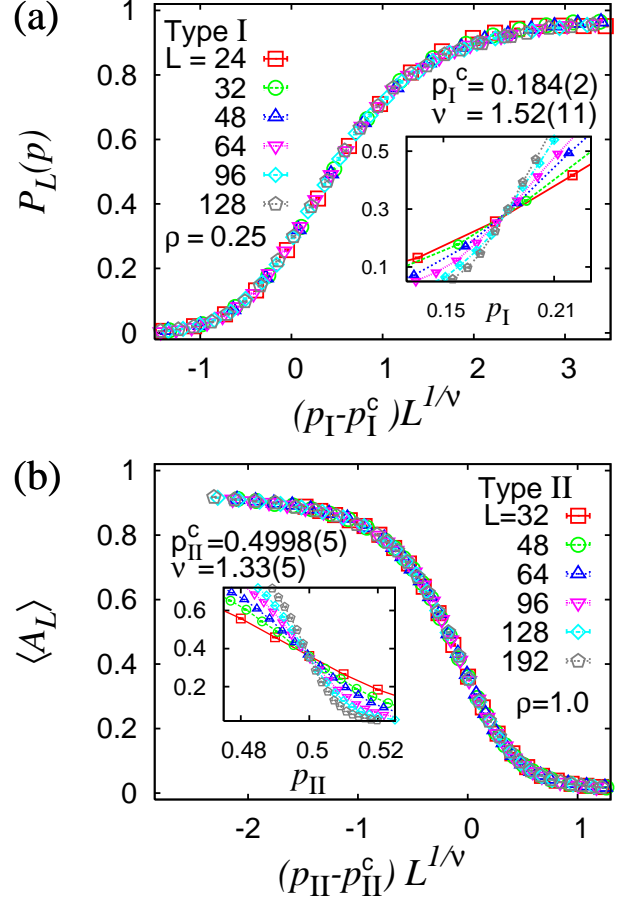 (a)
Type I
L = 24
32
48
64
96
128
ρ = 0.25
p_I^c = 0.184(2)
ν = 1.52(11)
P_L(p)
1
0.8
0.6
0.4
0.2
0
-1 0 1 2 3
(p_I-p_I^c)L^{1/ν}
0.5
0.3
0.1
0.15 0.21
p_I
(b)
Type II
L=32
48
64
96
128
192
ρ=1.0
p_II^c=0.4998(5)
ν=1.33(5)
⟨A_L⟩
1
0.8
0.6
0.4
0.2
0
-2 -1 0 1
(p_II-p_II^c) L^{1/ν}
0.6
0.4
0.2
0.48 0.5 0.52
p_II